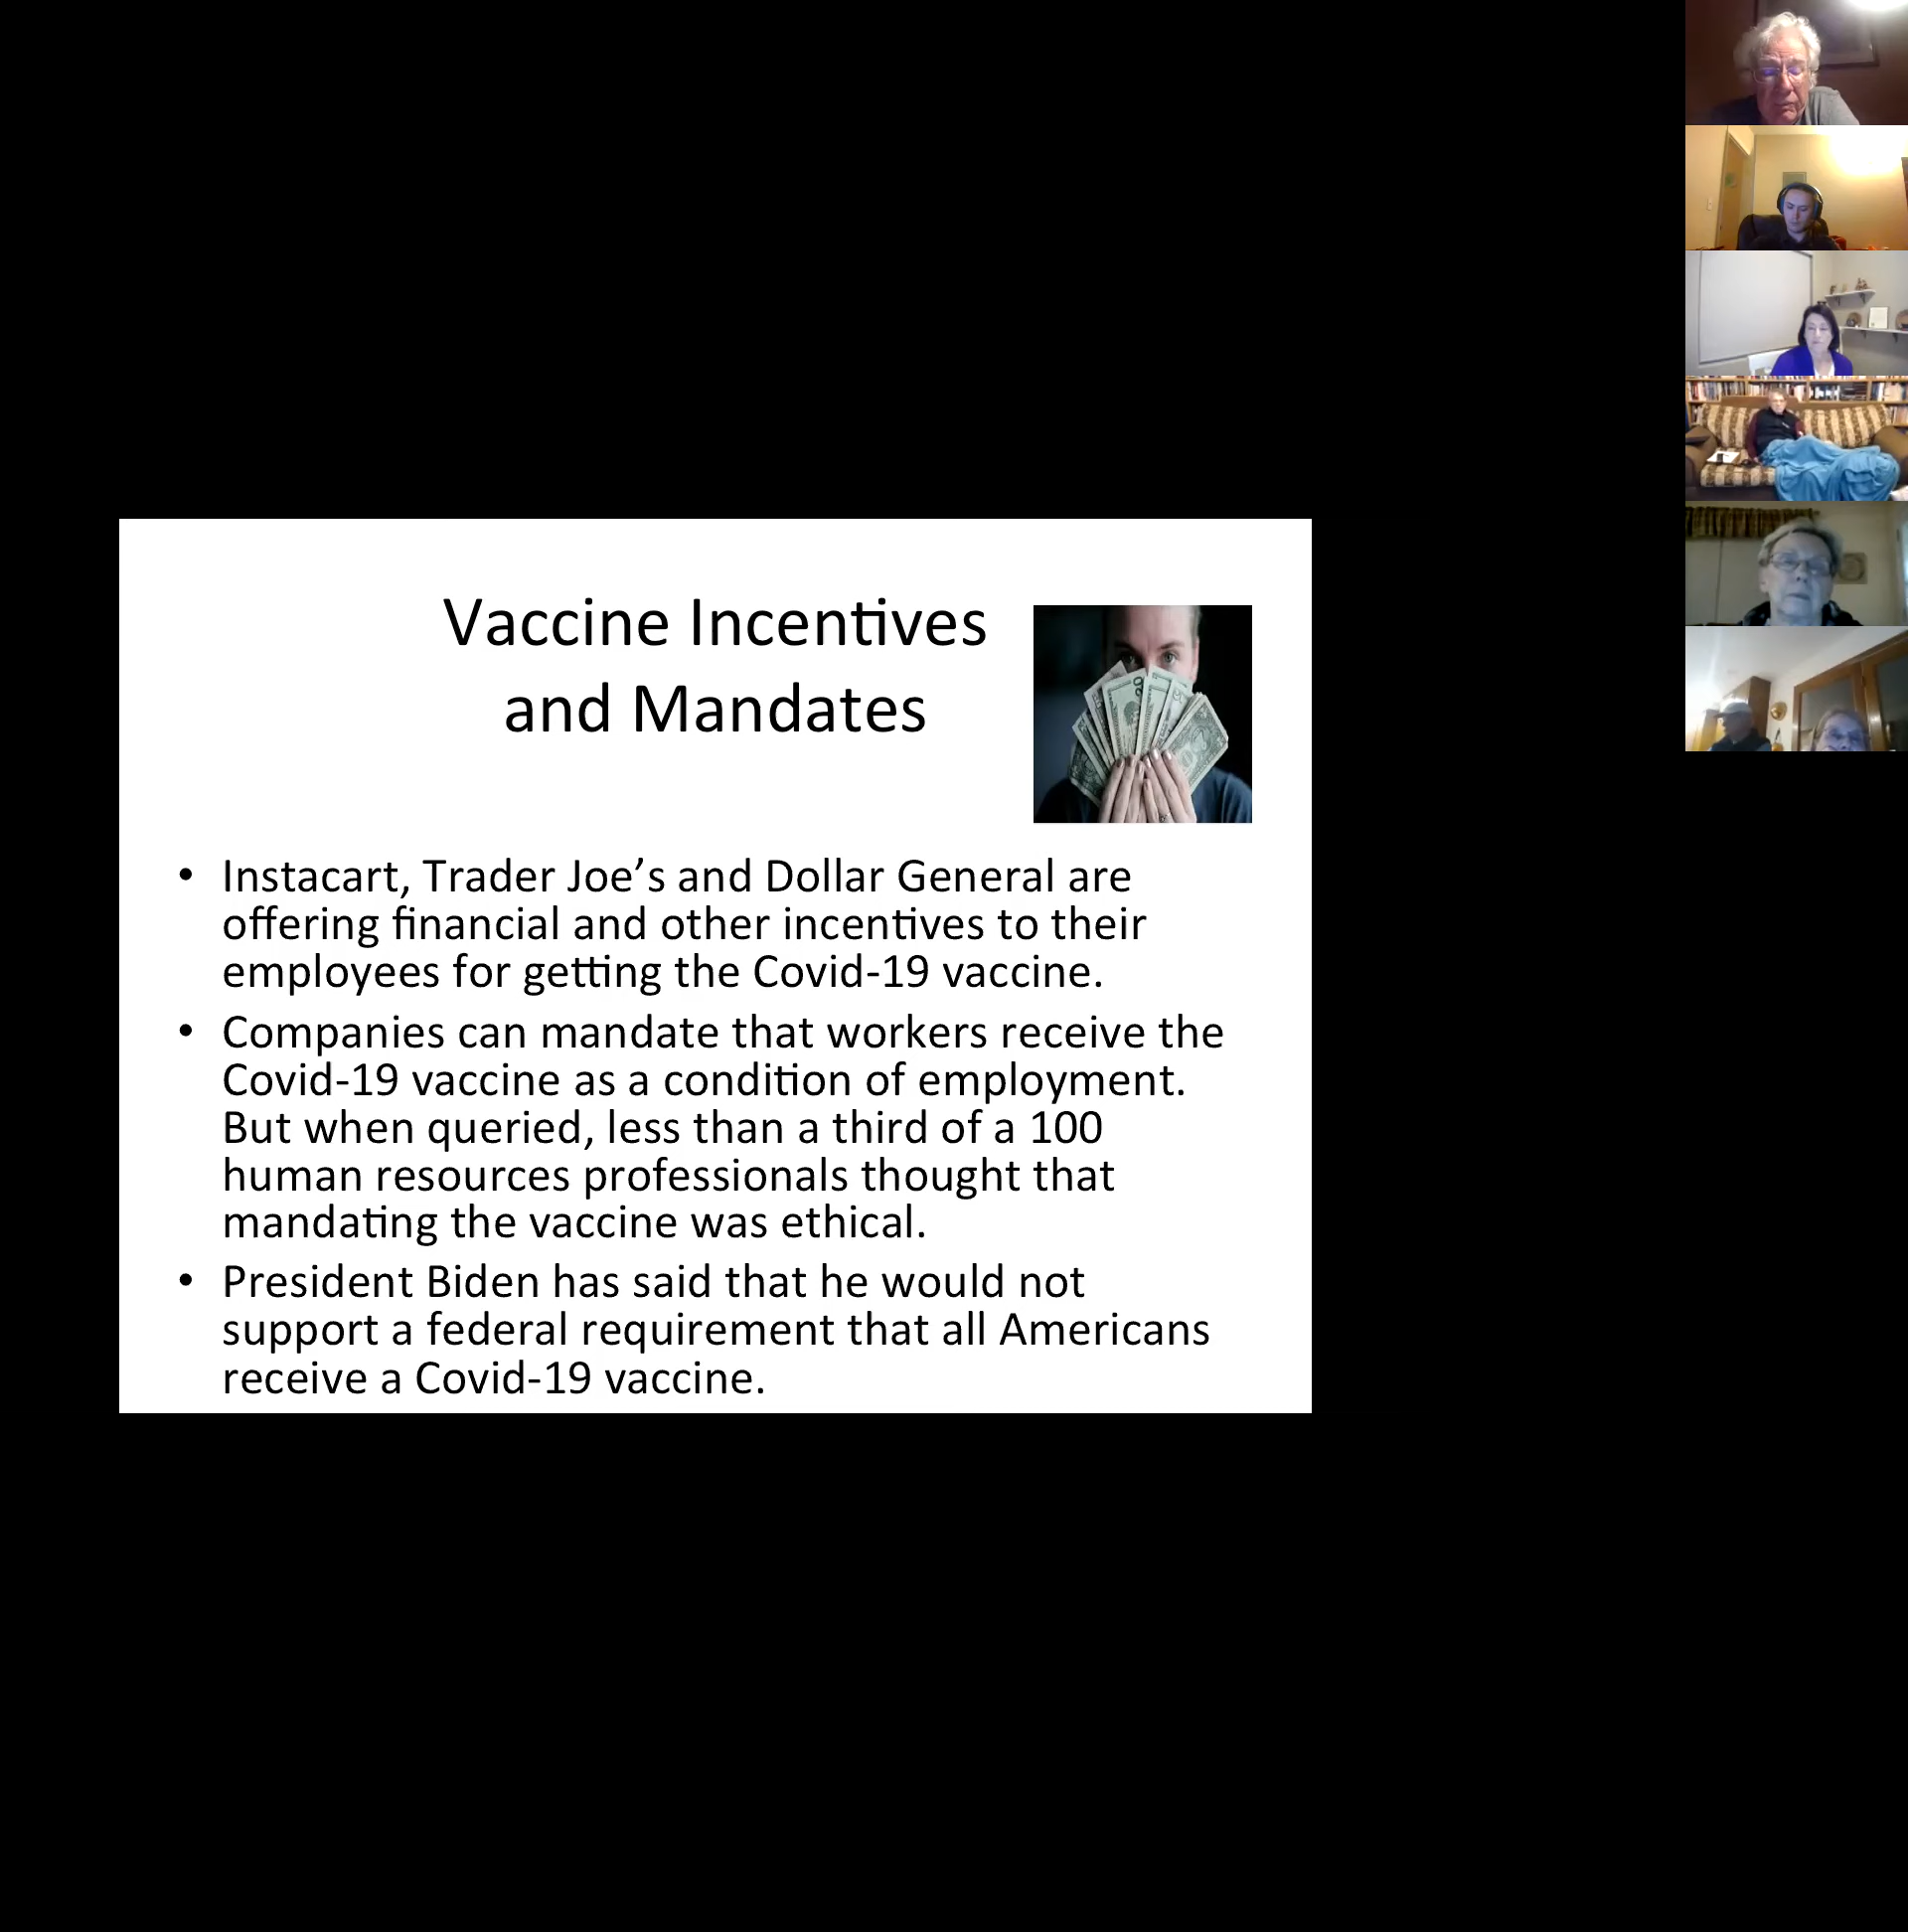 Vaccine Incentives
and Mandates
• Instacart, Trader Joe’s and Dollar General are
offering financial and other incentives to their
employees for getting the Covid-19 vaccine.
• Companies can mandate that workers receive the
Covid-19 vaccine as a condition of employment.
But when queried, less than a third of a 100
human resources professionals thought that
mandating the vaccine was ethical.
• President Biden has said that he would not
support a federal requirement that all Americans
receive a Covid-19 vaccine.